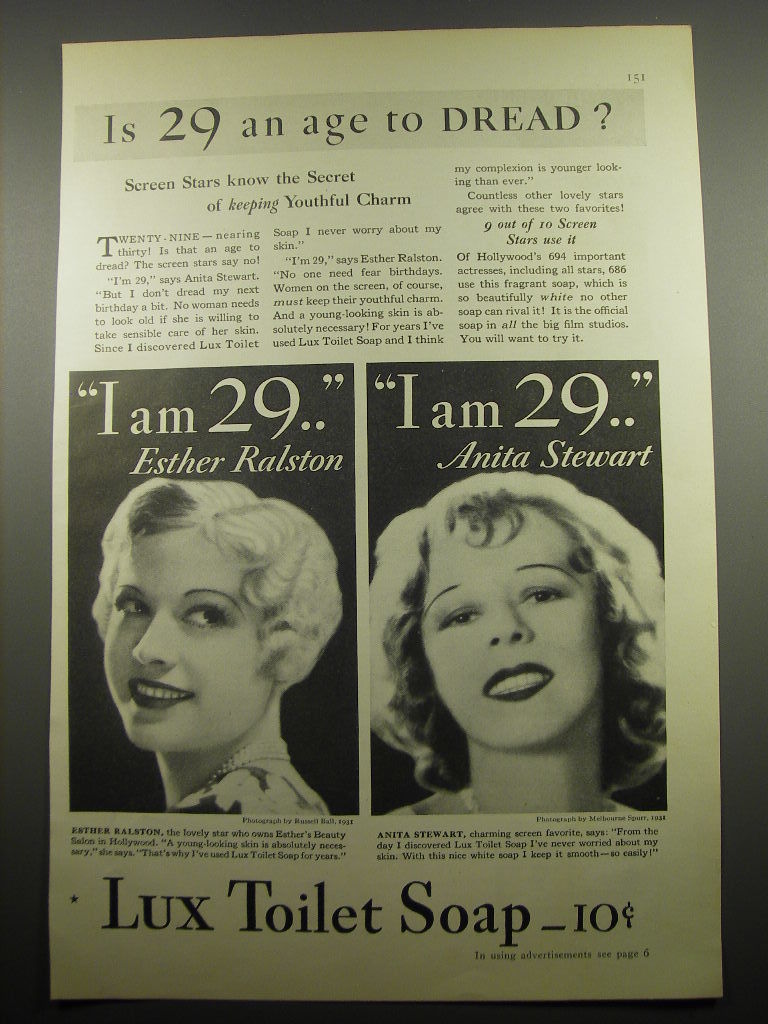 151
Is 29 an age to DREAD?
Screen Stars know the Secret
of keeping Youthful Charm
TWENTY-NINE—nearing
thirty! Is that an age to
dread? The screen stars say no!
"I'm 29," says Anita Stewart.
"But I don't dread my next
birthday a bit. No woman needs
to look old if she is willing to
take sensible care of her skin.
Since I discovered Lux Toilet
Soap I never worry about my
skin."
"I'm 29," says Esther Ralston.
"No one need fear birthdays.
Women on the screen, of course,
must keep their youthful charm.
And a young-looking skin is ab-
solutely necessary! For years I've
used Lux Toilet Soap and I think
my complexion is younger look-
ing than ever."
Countless other lovely stars
agree with these two favorites!
9 out of 10 Screen
Stars use it
Of Hollywood's 694 important
actresses, including all stars, 686
use this fragrant soap, which is
so beautifully white no other
soap can rival it! It is the official
soap in all the big film studios.
You will want to try it.
"I am 29.."
Esther Ralston
"I am 29.."
Anita Stewart
Photograph by Russell Ball, 1931
ESTHER RALSTON, the lovely star who owns Esther's Beauty
Salon in Hollywood. "A young-looking skin is absolutely neces-
sary," she says. "That's why I've used Lux Toilet Soap for years."
Photograph by Melbourne Spurr, 1931
ANITA STEWART, charming screen favorite, says: "From the
day I discovered Lux Toilet Soap I've never worried about my
skin. With this nice white soap I keep it smooth—so easily!"
* Lux Toilet Soap—10¢
In using advertisements see page 6